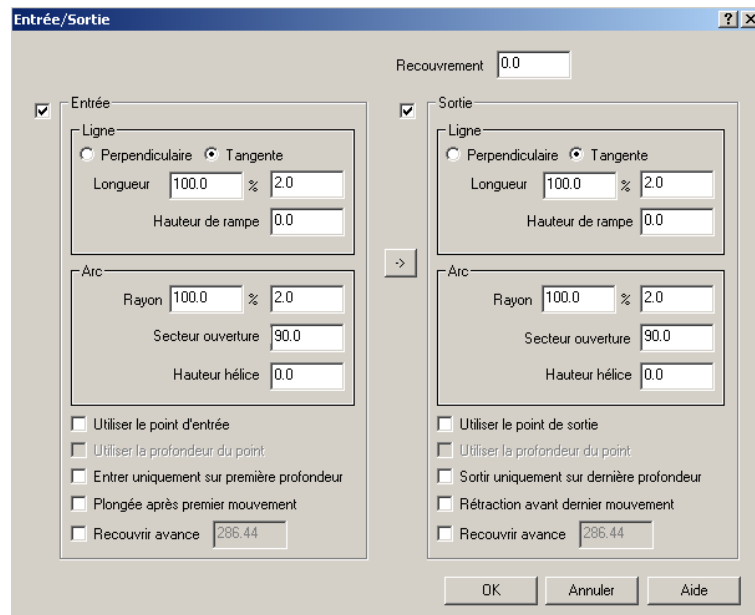 Entrée/Sortie
Recouvrement 0.0
Entrée
Ligne
Perpendiculaire Tangente
Longueur 100.0 % 2.0
Hauteur de rampe 0.0
Arc
Rayon 100.0 % 2.0
Secteur ouverture 90.0
Hauteur hélice 0.0
Utiliser le point d'entrée
Utiliser la profondeur du point
Entrer uniquement sur première profondeur
Plongée après premier mouvement
Recouvrir avance 286.44
->
Sortie
Ligne
Perpendiculaire Tangente
Longueur 100.0 % 2.0
Hauteur de rampe 0.0
Arc
Rayon 100.0 % 2.0
Secteur ouverture 90.0
Hauteur hélice 0.0
Utiliser le point de sortie
Utiliser la profondeur du point
Sortir uniquement sur dernière profondeur
Rétraction avant dernier mouvement
Recouvrir avance 286.44
OK Annuler Aide